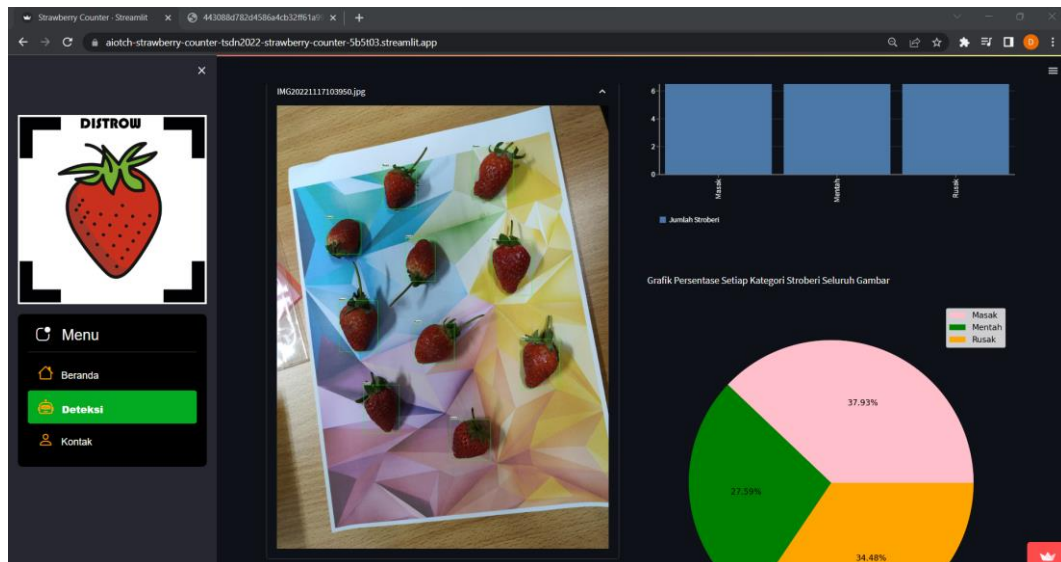 Strawberry Counter · Streamlit
aiotch-strawberry-counter-tsdn2022-strawberry-counter-5b5t03.streamlit.app
DISTROW
Menu
Beranda
Deteksi
Kontak
IMG20221117103950.jpg
6
4
2
0
Masak
Mentah
Rusak
Jumlah Stroberi
Grafik Persentase Setiap Kategori Stroberi Seluruh Gambar
Masak
Mentah
Rusak
37.93%
27.59%
34.48%